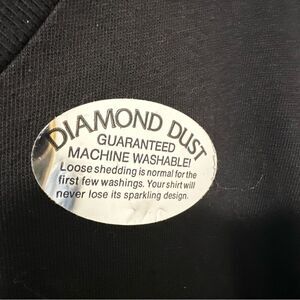 DIAMOND DUST
GUARANTEED
MACHINE WASHABLE!
Loose shedding is normal for the
first few washings. Your shirt will
never lose its sparkling design.